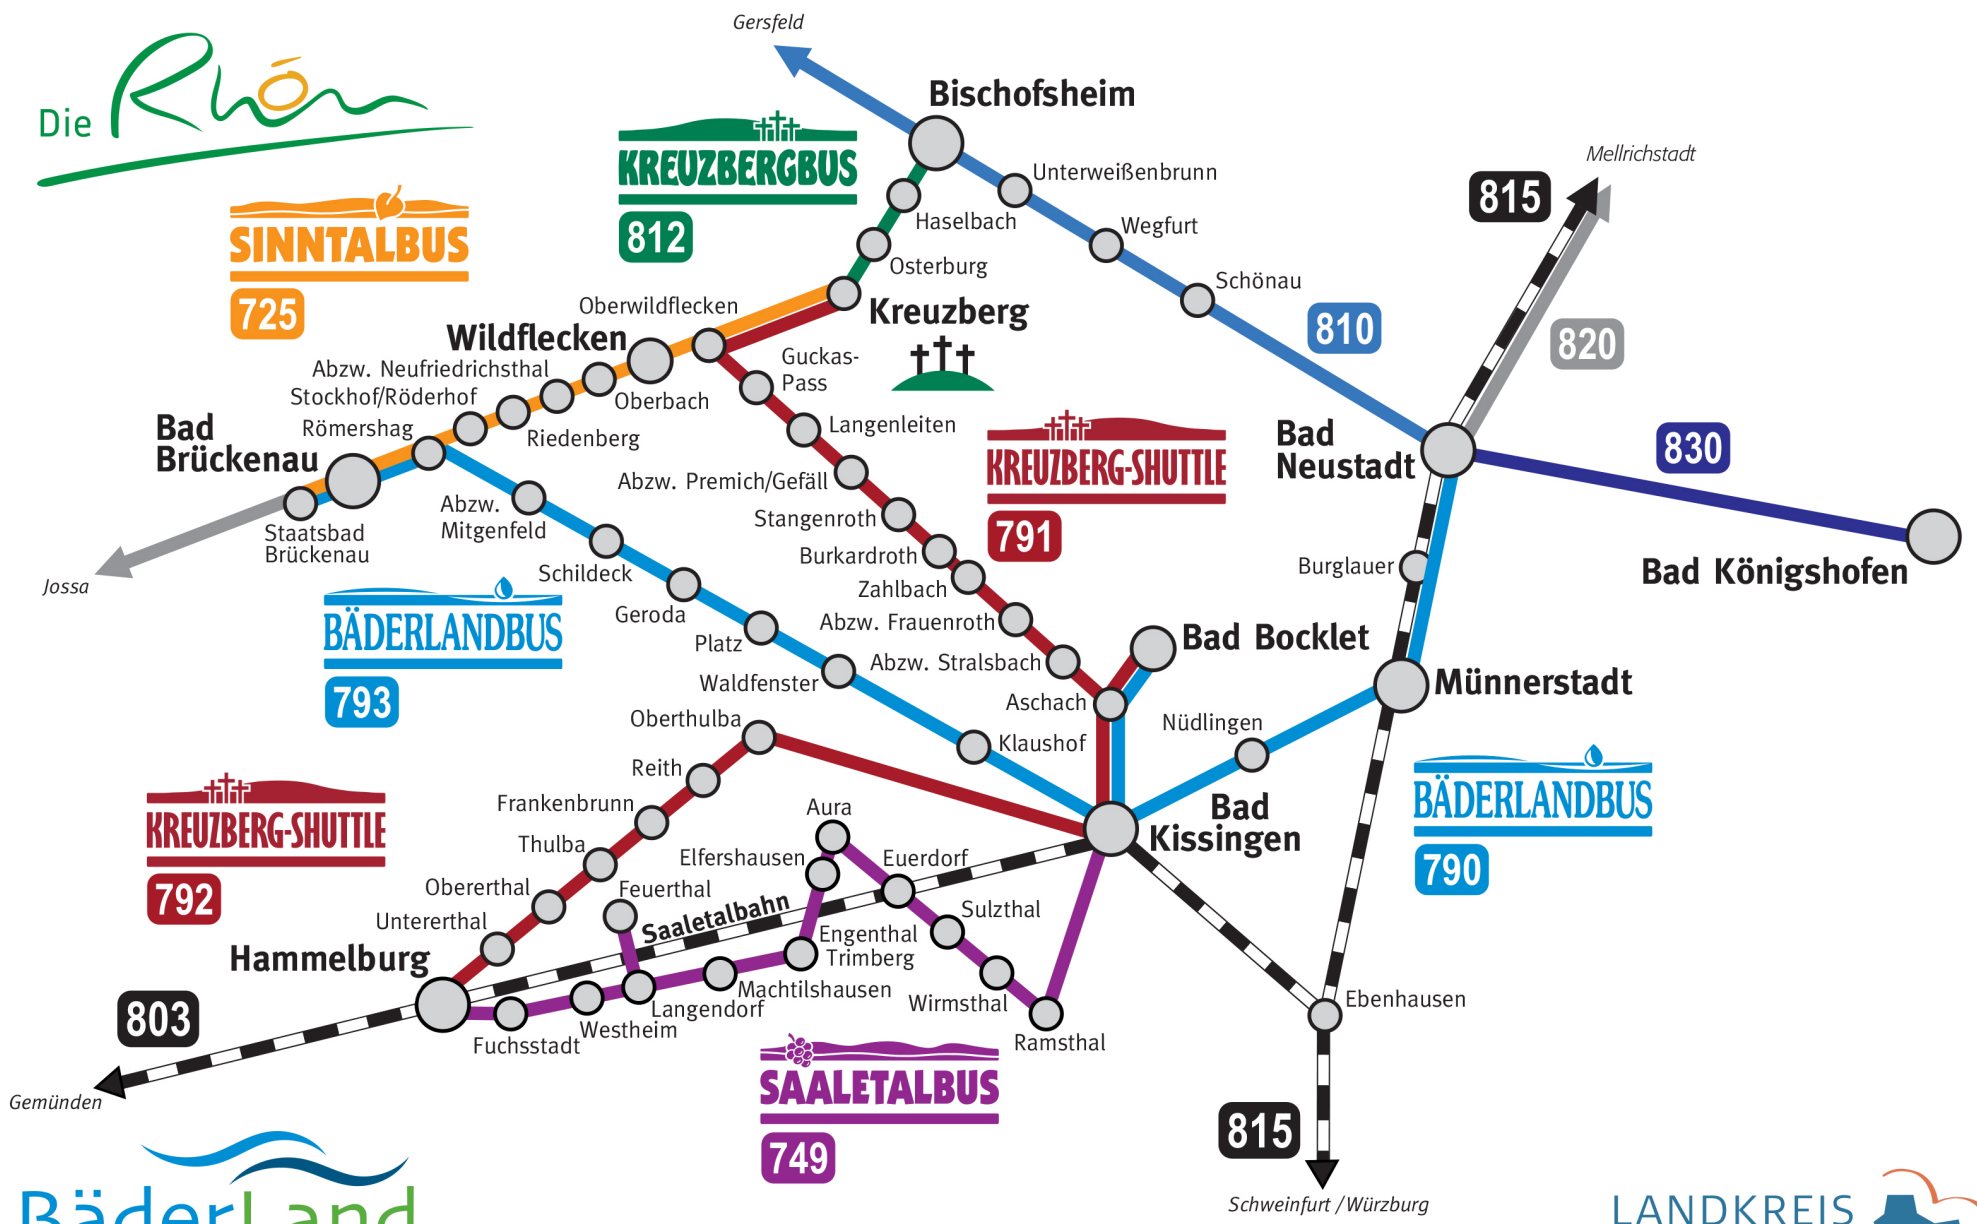 Gersfeld
Die Rhön
Bischofsheim
KREUZBERGBUS
812
Unterweißenbrunn
Mellrichstadt
815
Haselbach
Wegfurt
SINNTALBUS
725
Osterburg
Schönau
Oberwildflecken
Kreuzberg
810
820
Wildflecken
Abzw. Neufriedrichsthal
Stockhof/Röderhof
Römershag
Guckas-
Pass
Oberbach
Riedenberg
Langenleiten
Bad
Brückenau
KREUZBERG-SHUTTLE
791
Bad
Neustadt
830
Abzw. Premich/Gefäll
Abzw.
Mitgenfeld
Stangenroth
Staatsbad
Brückenau
Burkardroth
Jossa
Schildeck
Zahlbach
Burglauer
Bad Königshofen
BÄDERLANDBUS
793
Geroda
Abzw. Frauenroth
Platz
Bad Bocklet
Abzw. Stralsbach
Waldfenster
Münnerstadt
Aschach
Oberthulba
Nüdlingen
Klaushof
Reith
KREUZBERG-SHUTTLE
792
Frankenbrunn
Aura
Bad
Kissingen
BÄDERLANDBUS
790
Thulba
Elfershausen
Euerdorf
Obererthal
Feuerthal
Saaletalbahn
Sulzthal
Untererthal
Engenthal
Trimberg
Hammelburg
Machtilshausen
Wirmsthal
Langendorf
Ebenhausen
803
Westheim
Fuchsstadt
Ramsthal
Gemünden
SAALETALBUS
749
815
Schweinfurt /Würzburg
BäderLand
LANDKREIS